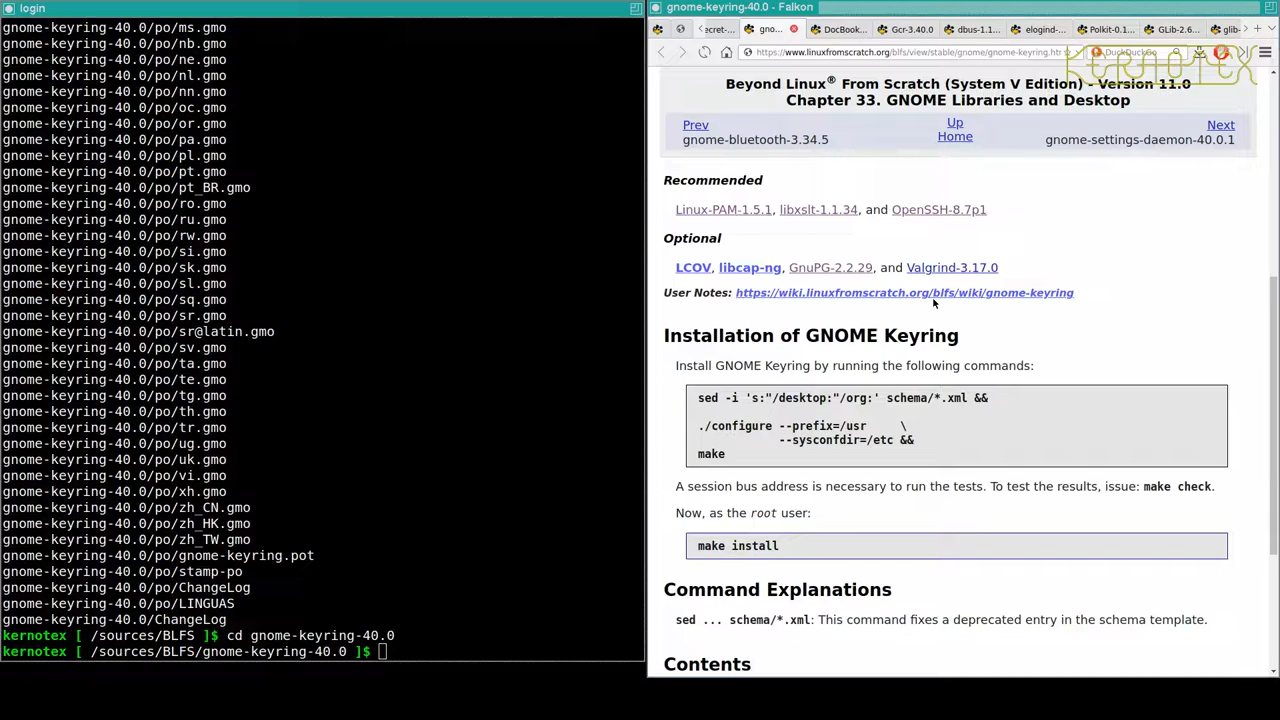 login
gnome-keyring-40.0/po/ms.gmo
gnome-keyring-40.0/po/nb.gmo
gnome-keyring-40.0/po/ne.gmo
gnome-keyring-40.0/po/nl.gmo
gnome-keyring-40.0/po/nn.gmo
gnome-keyring-40.0/po/oc.gmo
gnome-keyring-40.0/po/or.gmo
gnome-keyring-40.0/po/pa.gmo
gnome-keyring-40.0/po/pl.gmo
gnome-keyring-40.0/po/pt.gmo
gnome-keyring-40.0/po/pt_BR.gmo
gnome-keyring-40.0/po/ro.gmo
gnome-keyring-40.0/po/ru.gmo
gnome-keyring-40.0/po/rw.gmo
gnome-keyring-40.0/po/si.gmo
gnome-keyring-40.0/po/sk.gmo
gnome-keyring-40.0/po/sl.gmo
gnome-keyring-40.0/po/sq.gmo
gnome-keyring-40.0/po/sr.gmo
gnome-keyring-40.0/po/sr@latin.gmo
gnome-keyring-40.0/po/sv.gmo
gnome-keyring-40.0/po/ta.gmo
gnome-keyring-40.0/po/te.gmo
gnome-keyring-40.0/po/tg.gmo
gnome-keyring-40.0/po/th.gmo
gnome-keyring-40.0/po/tr.gmo
gnome-keyring-40.0/po/ug.gmo
gnome-keyring-40.0/po/uk.gmo
gnome-keyring-40.0/po/vi.gmo
gnome-keyring-40.0/po/xh.gmo
gnome-keyring-40.0/po/zh_CN.gmo
gnome-keyring-40.0/po/zh_HK.gmo
gnome-keyring-40.0/po/zh_TW.gmo
gnome-keyring-40.0/po/gnome-keyring.pot
gnome-keyring-40.0/po/stamp-po
gnome-keyring-40.0/po/ChangeLog
gnome-keyring-40.0/po/LINGUAS
gnome-keyring-40.0/ChangeLog
kernotex [ /sources/BLFS ]$ cd gnome-keyring-40.0
kernotex [ /sources/BLFS/gnome-keyring-40.0 ]$
gnome-keyring-40.0 - Falkon
ecret-... gno... DocBook... Gcr-3.40.0 dbus-1.1... elogind-... Polkit-0.1... GLib-2.6... glib-
https://www.linuxfromscratch.org/blfs/view/stable/gnome/gnome-keyring.htm DuckDuckGo
KERNOTEX
Beyond Linux® From Scratch (System V Edition) - Version 11.0
Chapter 33. GNOME Libraries and Desktop
Prev Up Next
gnome-bluetooth-3.34.5 Home gnome-settings-daemon-40.0.1
Recommended
Linux-PAM-1.5.1, libxslt-1.1.34, and OpenSSH-8.7p1
Optional
LCOV, libcap-ng, GnuPG-2.2.29, and Valgrind-3.17.0
User Notes: https://wiki.linuxfromscratch.org/blfs/wiki/gnome-keyring
Installation of GNOME Keyring
Install GNOME Keyring by running the following commands:
sed -i 's:"/desktop:"/org:' schema/*.xml &&
./configure --prefix=/usr \
--sysconfdir=/etc &&
make
A session bus address is necessary to run the tests. To test the results, issue: make check.
Now, as the root user:
make install
Command Explanations
sed ... schema/*.xml: This command fixes a deprecated entry in the schema template.
Contents